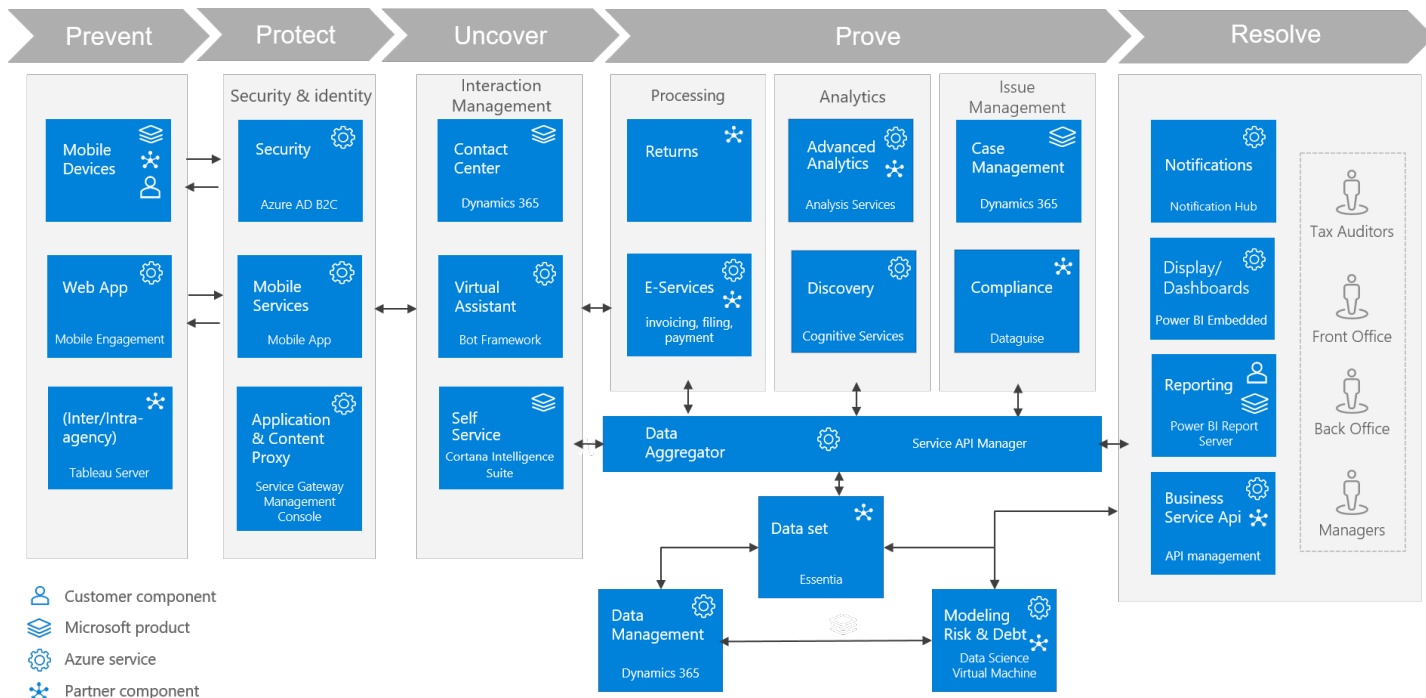 Prevent
Protect
Uncover
Prove
Resolve
Mobile
Devices
Web App
Mobile Engagement
(Inter/Intra-
agency)
Tableau Server
Security & identity
Security
Azure AD B2C
Mobile
Services
Mobile App
Application
& Content
Proxy
Service Gateway
Management
Console
Interaction
Management
Contact
Center
Dynamics 365
Virtual
Assistant
Bot Framework
Self
Service
Cortana Intelligence
Suite
Processing
Returns
E-Services
invoicing, filing,
payment
Analytics
Advanced
Analytics
Analysis Services
Discovery
Cognitive Services
Issue
Management
Case
Management
Dynamics 365
Compliance
Dataguise
Data
Aggregator
Service API Manager
Data set
Essentia
Data
Management
Dynamics 365
Modeling
Risk & Debt
Data Science
Virtual Machine
Notifications
Notification Hub
Display/
Dashboards
Power BI Embedded
Reporting
Power BI Report
Server
Business
Service Api
API management
Tax Auditors
Front Office
Back Office
Managers
Customer component
Microsoft product
Azure service
Partner component